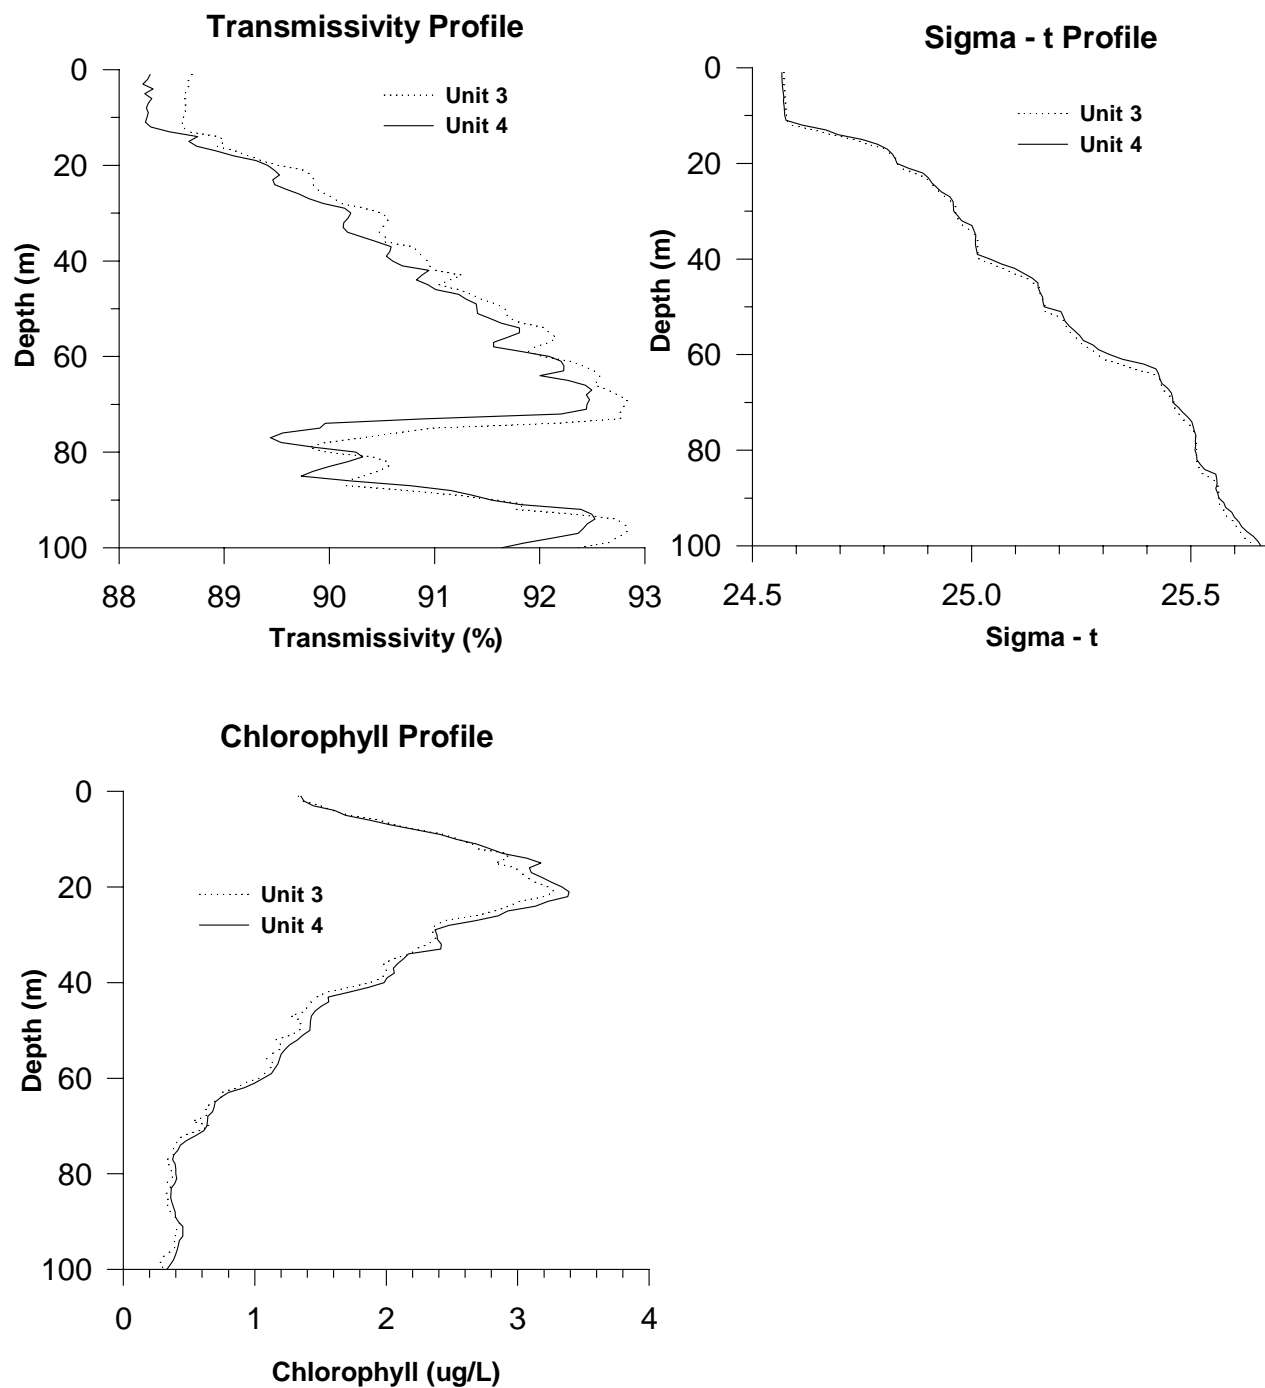 Transmissivity Profile
0
20
40
60
80
100
Depth (m)
Unit 3
Unit 4
88 89 90 91 92 93
Transmissivity (%)
Sigma - t Profile
0
20
40
60
80
100
Depth (m)
Unit 3
Unit 4
24.5 25.0 25.5
Sigma - t
Chlorophyll Profile
0
20
40
60
80
100
Depth (m)
Unit 3
Unit 4
0 1 2 3 4
Chlorophyll (ug/L)